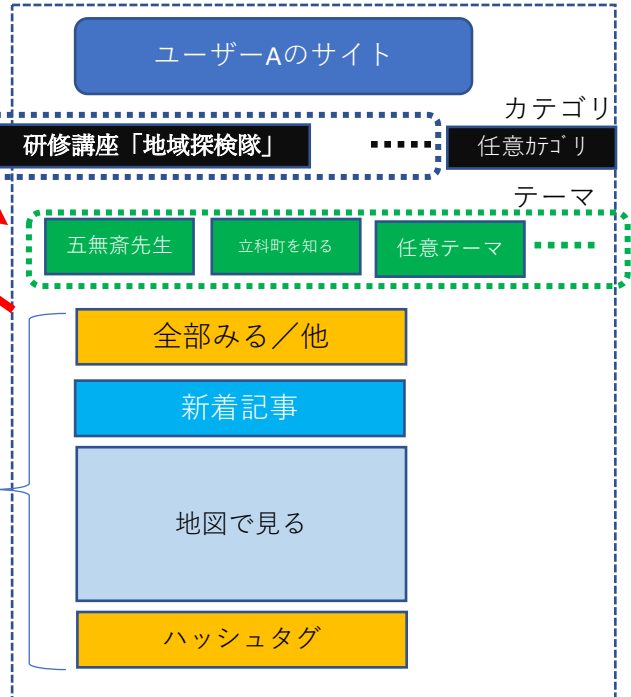 ユーザーAのサイト
カテゴリ
研修講座「地域探検隊」
任意ｶﾃｺﾞﾘ
テーマ
五無斎先生
立科町を知る
任意テーマ
全部みる／他
新着記事
地図で見る
ハッシュタグ